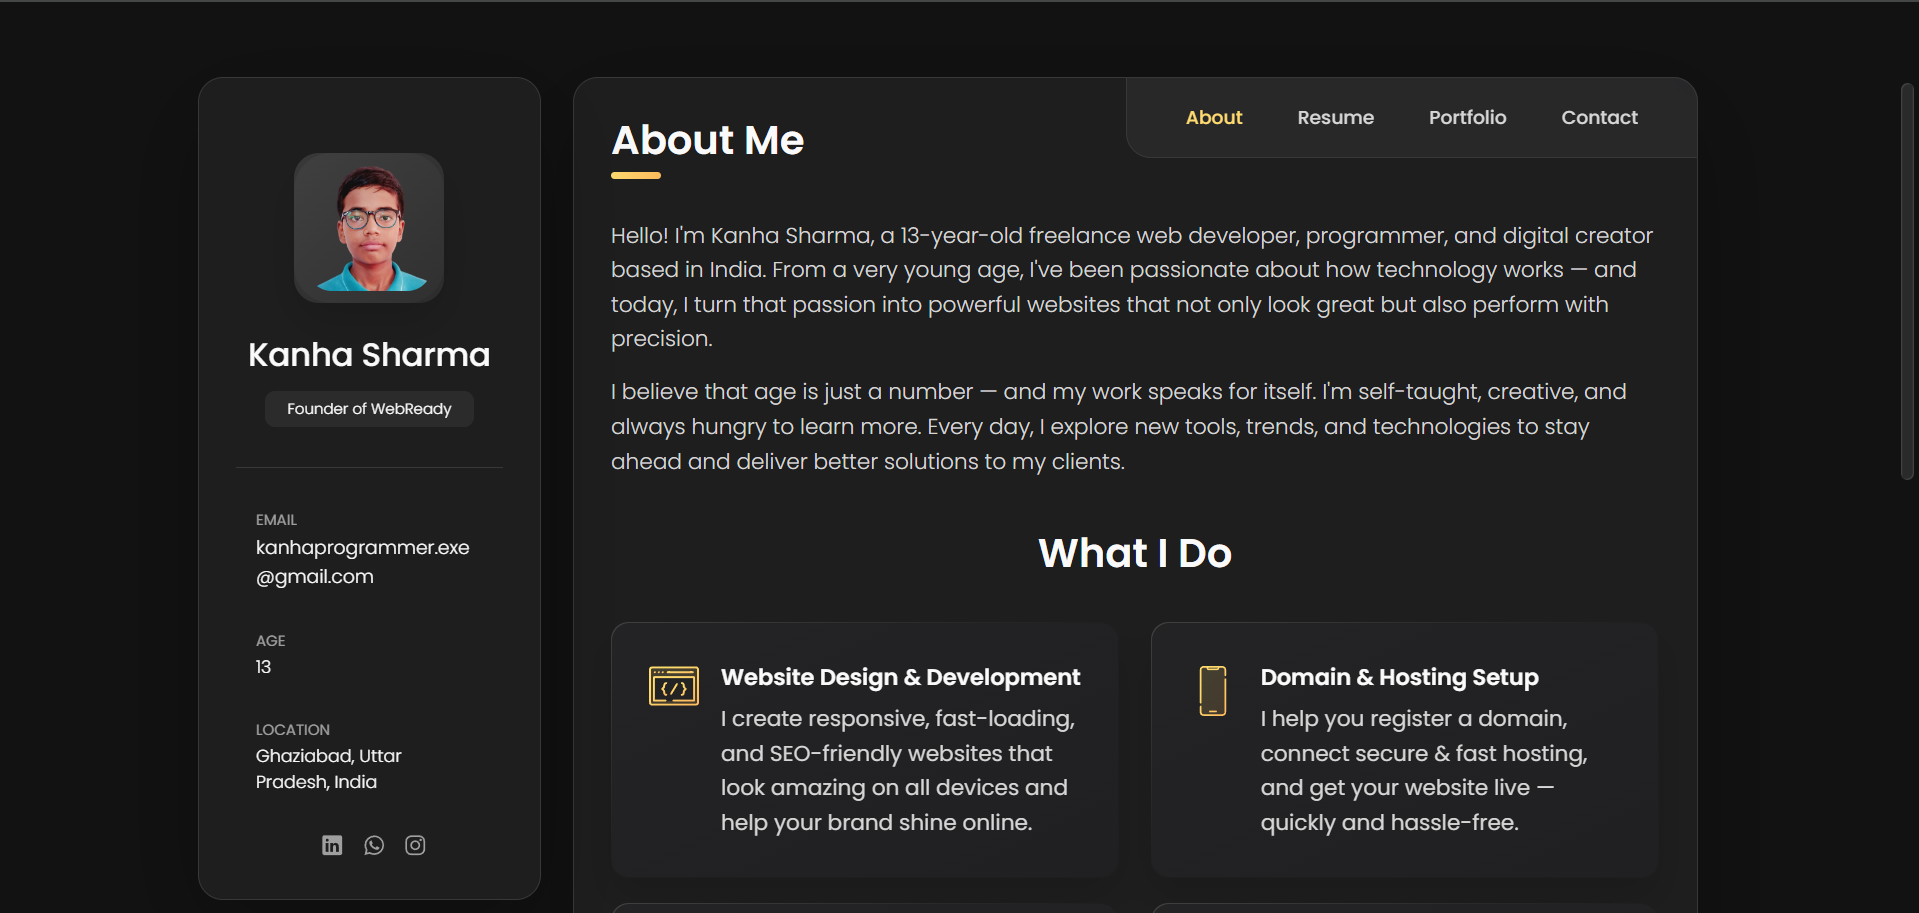 Kanha Sharma
Founder of WebReady
EMAIL
kanhaprogrammer.exe
@gmail.com
AGE
13
LOCATION
Ghaziabad, Uttar
Pradesh, India
About Resume Portfolio Contact
About Me
Hello! I'm Kanha Sharma, a 13-year-old freelance web developer, programmer, and digital creator
based in India. From a very young age, I've been passionate about how technology works — and
today, I turn that passion into powerful websites that not only look great but also perform with
precision.
I believe that age is just a number — and my work speaks for itself. I'm self-taught, creative, and
always hungry to learn more. Every day, I explore new tools, trends, and technologies to stay
ahead and deliver better solutions to my clients.
What I Do
Website Design & Development
I create responsive, fast-loading,
and SEO-friendly websites that
look amazing on all devices and
help your brand shine online.
Domain & Hosting Setup
I help you register a domain,
connect secure & fast hosting,
and get your website live —
quickly and hassle-free.